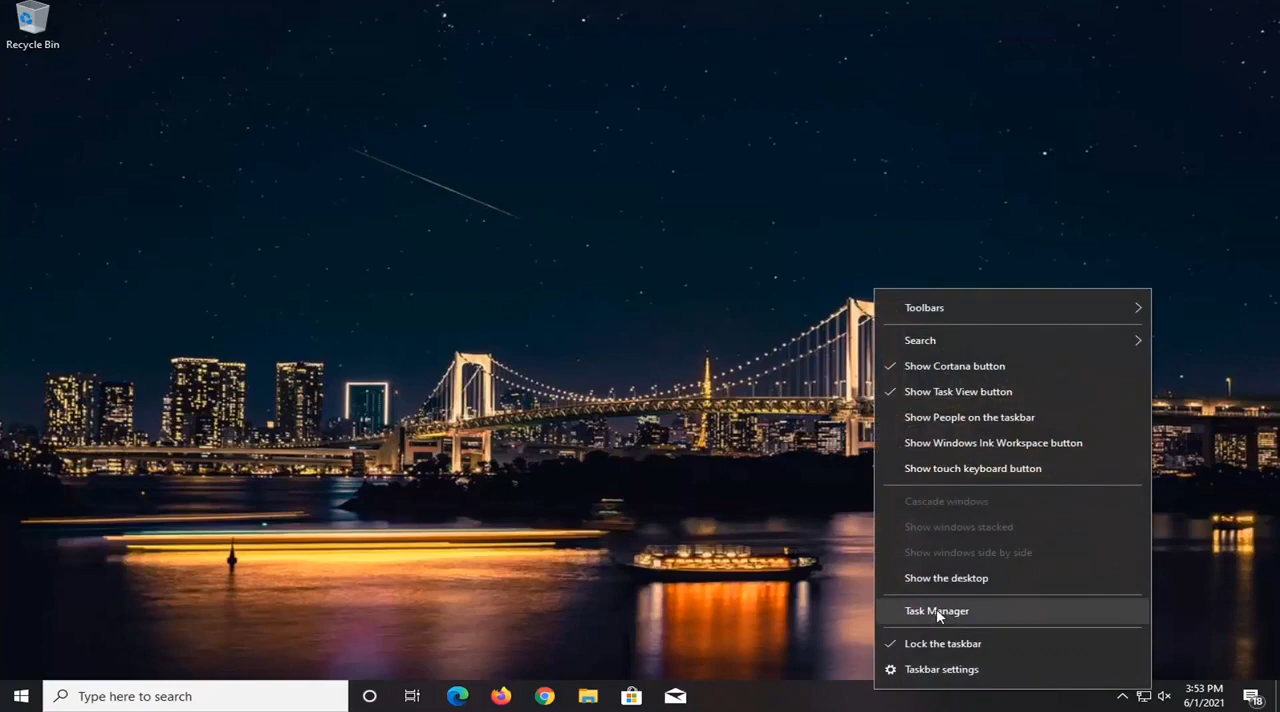 Recycle Bin
Toolbars
Search
Show Cortana button
Show Task View button
Show People on the taskbar
Show Windows Ink Workspace button
Show touch keyboard button
Cascade windows
Show windows stacked
Show windows side by side
Show the desktop
Task Manager
Lock the taskbar
Taskbar settings
Type here to search
3:53 PM
6/1/2021
18